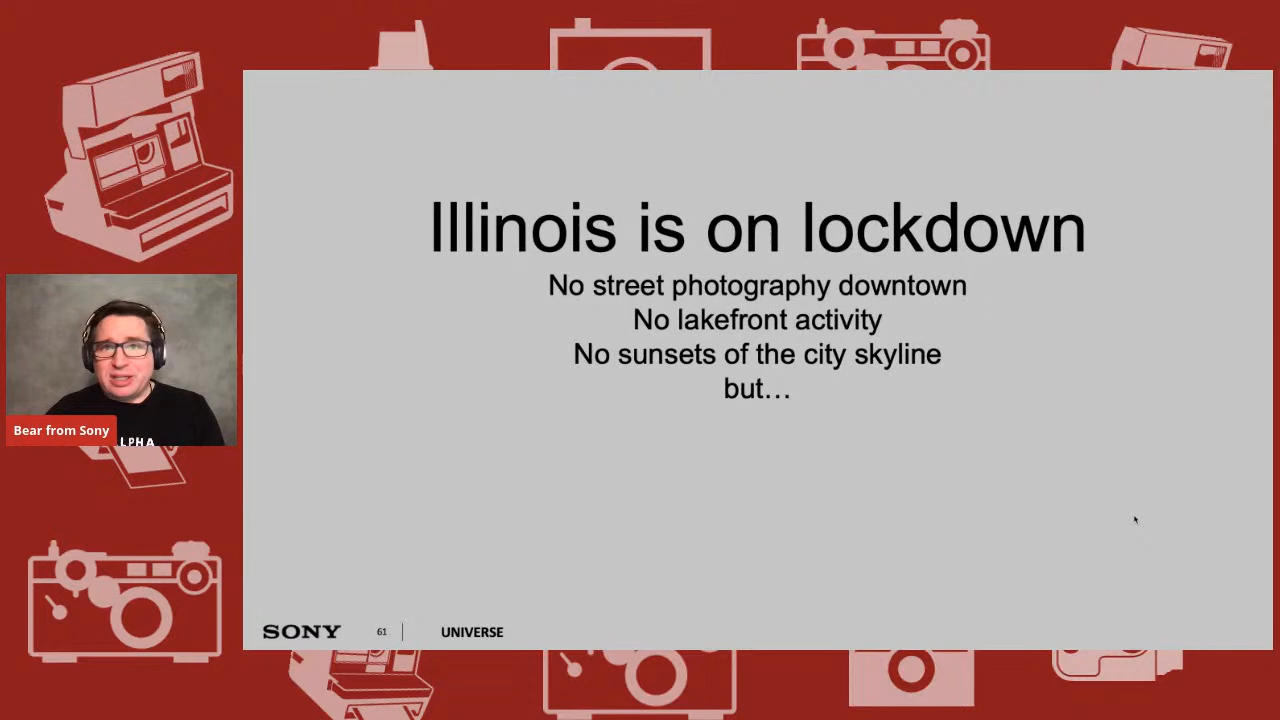 Illinois is on lockdown
No street photography downtown
No lakefront activity
No sunsets of the city skyline
but…
Bear from Sony
LPHA
SONY 61 UNIVERSE